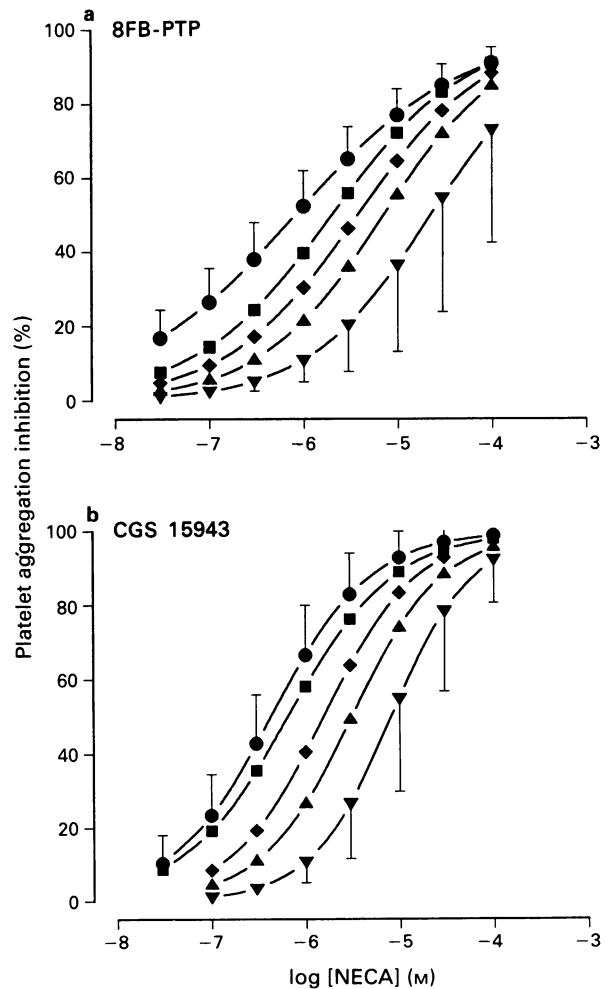 a
8FB-PTP
100
80
60
40
20
0
−8 −7 −6 −5 −4 −3
Platelet aggregation inhibition (%)
b
CGS 15943
100
80
60
40
20
0
−8 −7 −6 −5 −4 −3
log [NECA] (M)